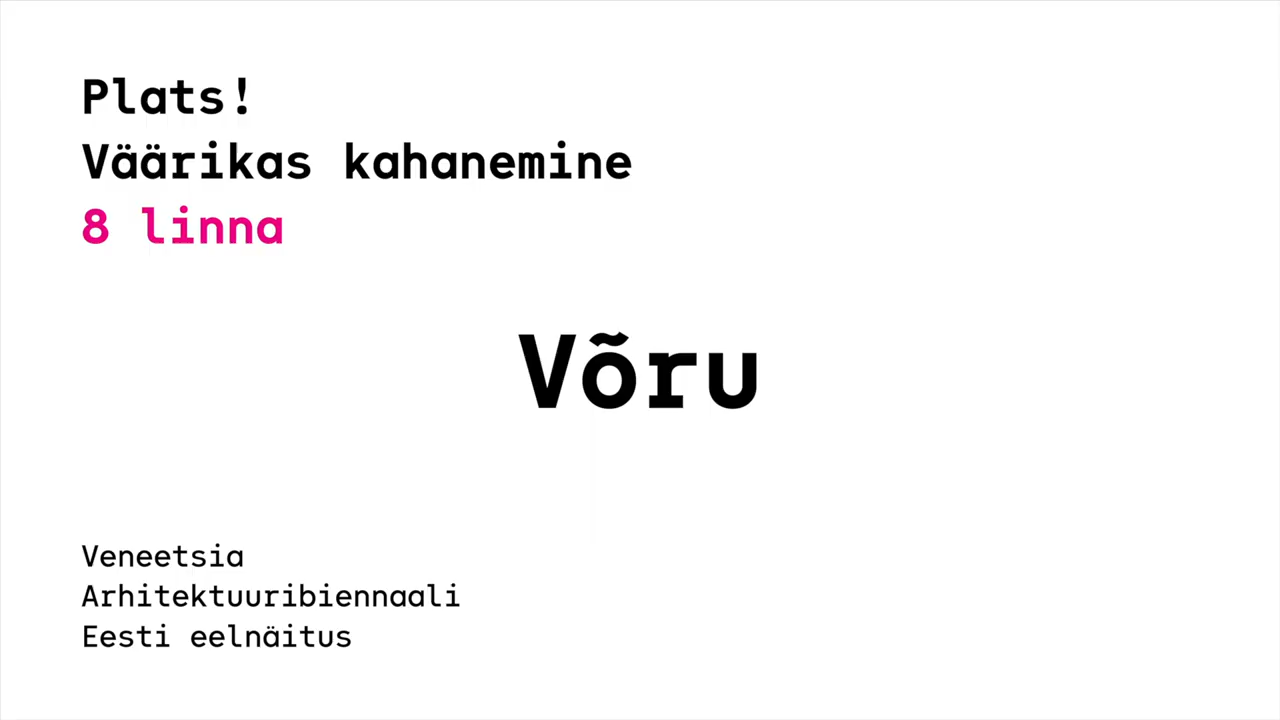 Plats!
Väärikas kahanemine
8 linna
Võru
Veneetsia
Arhitektuuribiennaali
Eesti eelnäitus